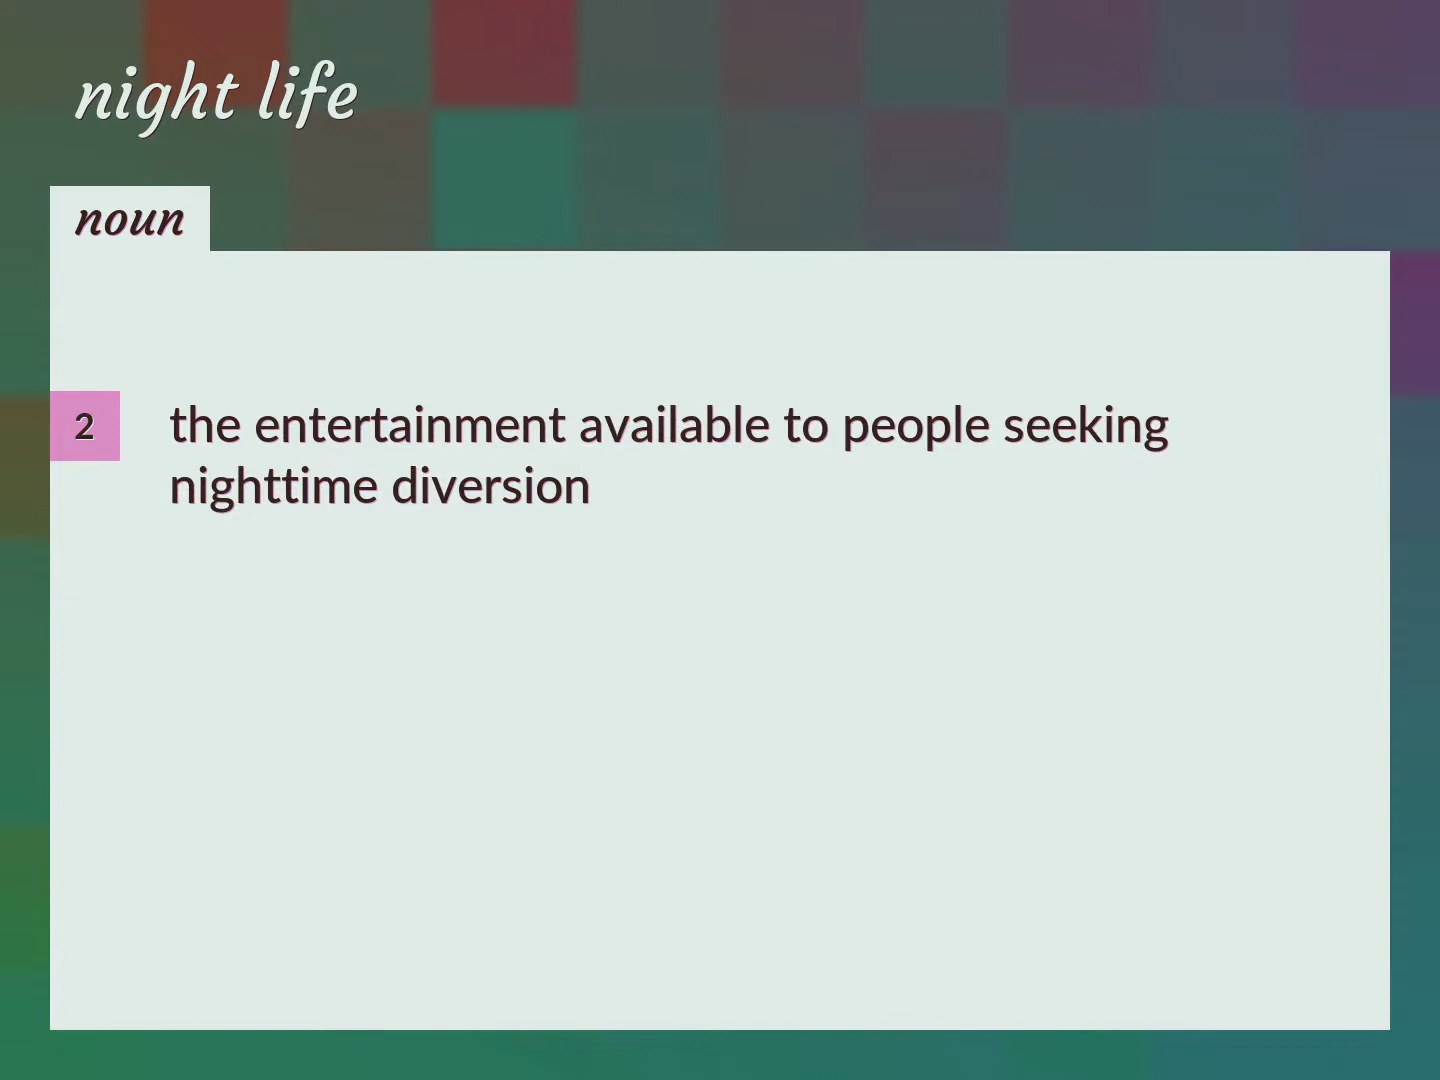 night life
noun
2 the entertainment available to people seeking
nighttime diversion